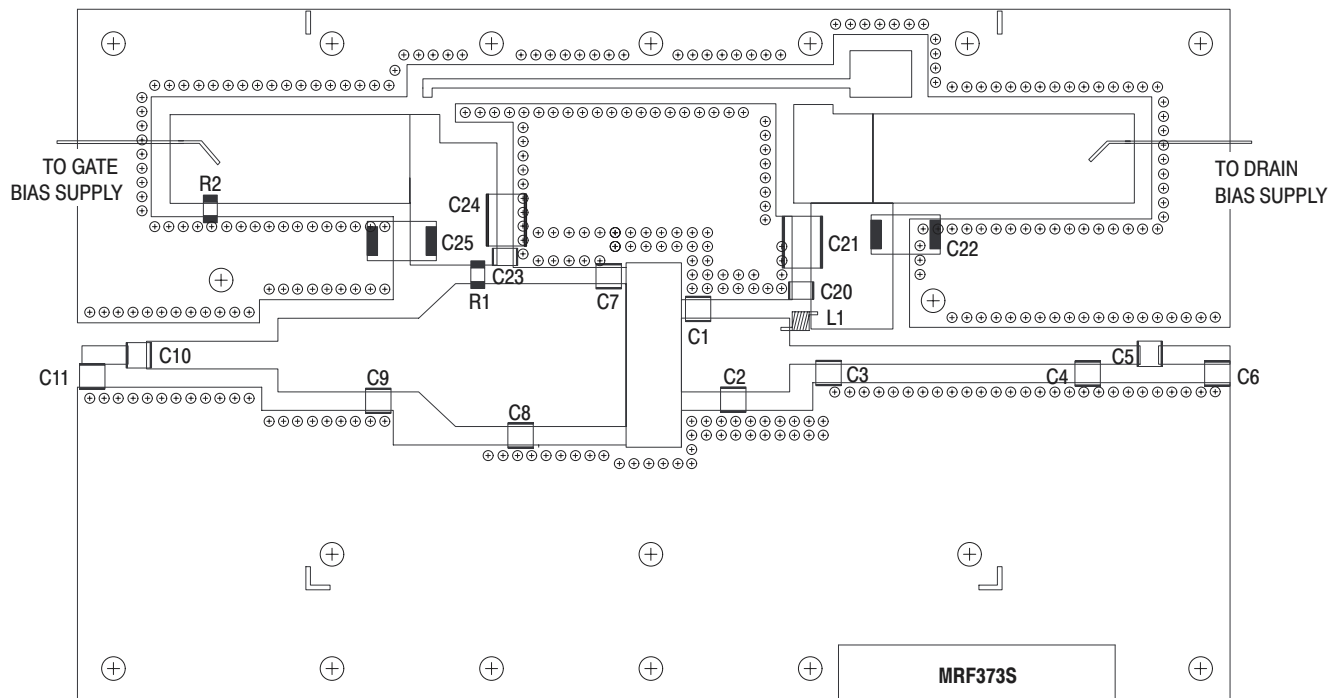 TO GATE
BIAS SUPPLY
R2
C24
C25
C23
R1
C7
C1
C21
C22
C20
L1
TO DRAIN
BIAS SUPPLY
C11
C10
C9
C8
C2
C3
C4
C5
C6
MRF373S